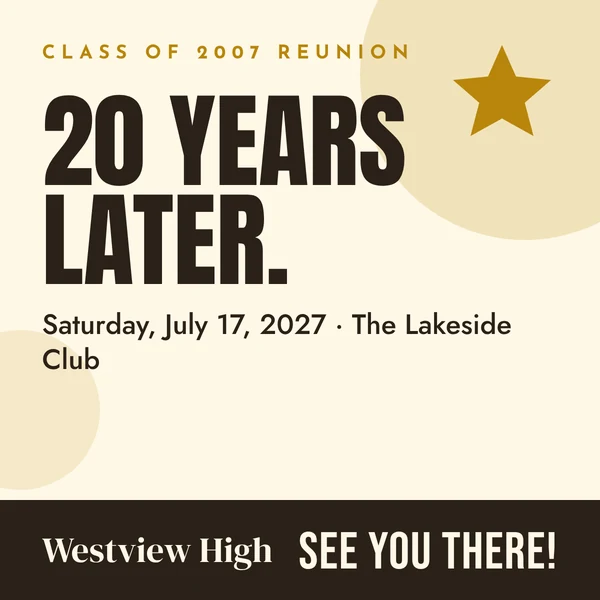 CLASS OF 2007 REUNION
20 YEARS
LATER.
Saturday, July 17, 2027 · The Lakeside
Club
Westview High SEE YOU THERE!